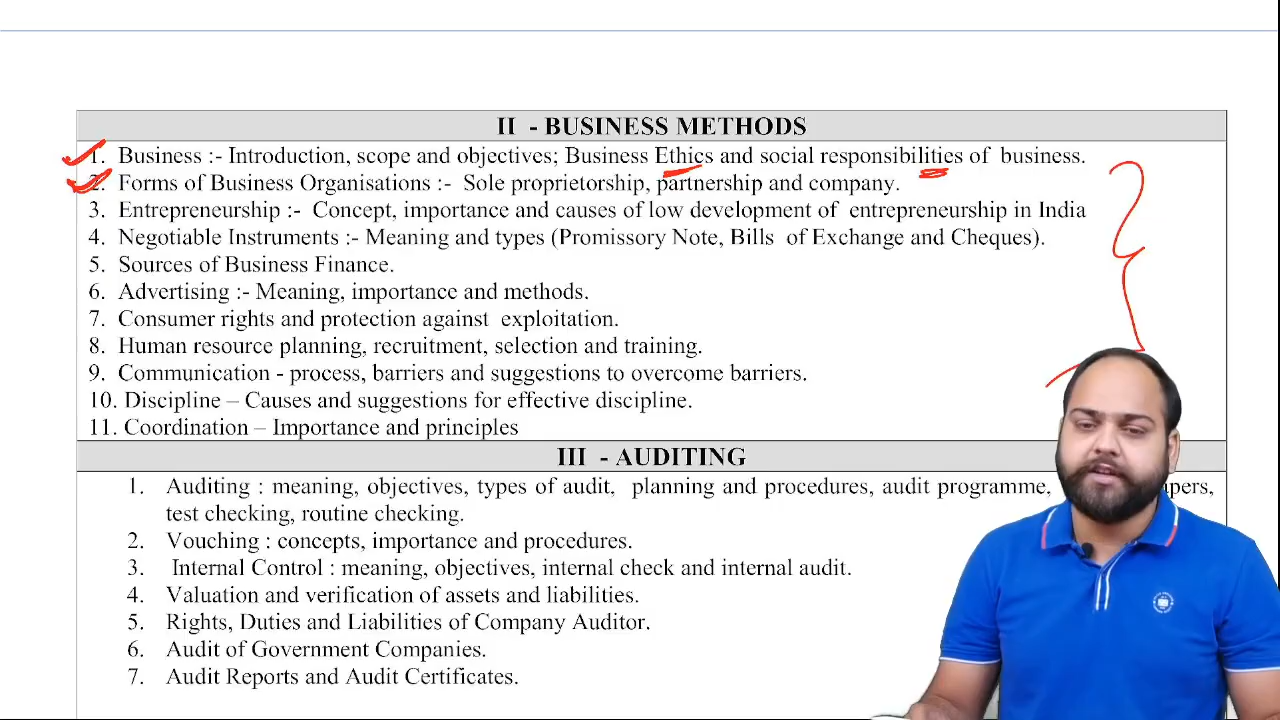 II - BUSINESS METHODS
1. Business :- Introduction, scope and objectives; Business Ethics and social responsibilities of business.
2. Forms of Business Organisations :- Sole proprietorship, partnership and company.
3. Entrepreneurship :- Concept, importance and causes of low development of entrepreneurship in India
4. Negotiable Instruments :- Meaning and types (Promissory Note, Bills of Exchange and Cheques).
5. Sources of Business Finance.
6. Advertising :- Meaning, importance and methods.
7. Consumer rights and protection against exploitation.
8. Human resource planning, recruitment, selection and training.
9. Communication - process, barriers and suggestions to overcome barriers.
10. Discipline – Causes and suggestions for effective discipline.
11. Coordination – Importance and principles
III - AUDITING
1. Auditing : meaning, objectives, types of audit, planning and procedures, audit programme,
test checking, routine checking.
2. Vouching : concepts, importance and procedures.
3. Internal Control : meaning, objectives, internal check and internal audit.
4. Valuation and verification of assets and liabilities.
5. Rights, Duties and Liabilities of Company Auditor.
6. Audit of Government Companies.
7. Audit Reports and Audit Certificates.